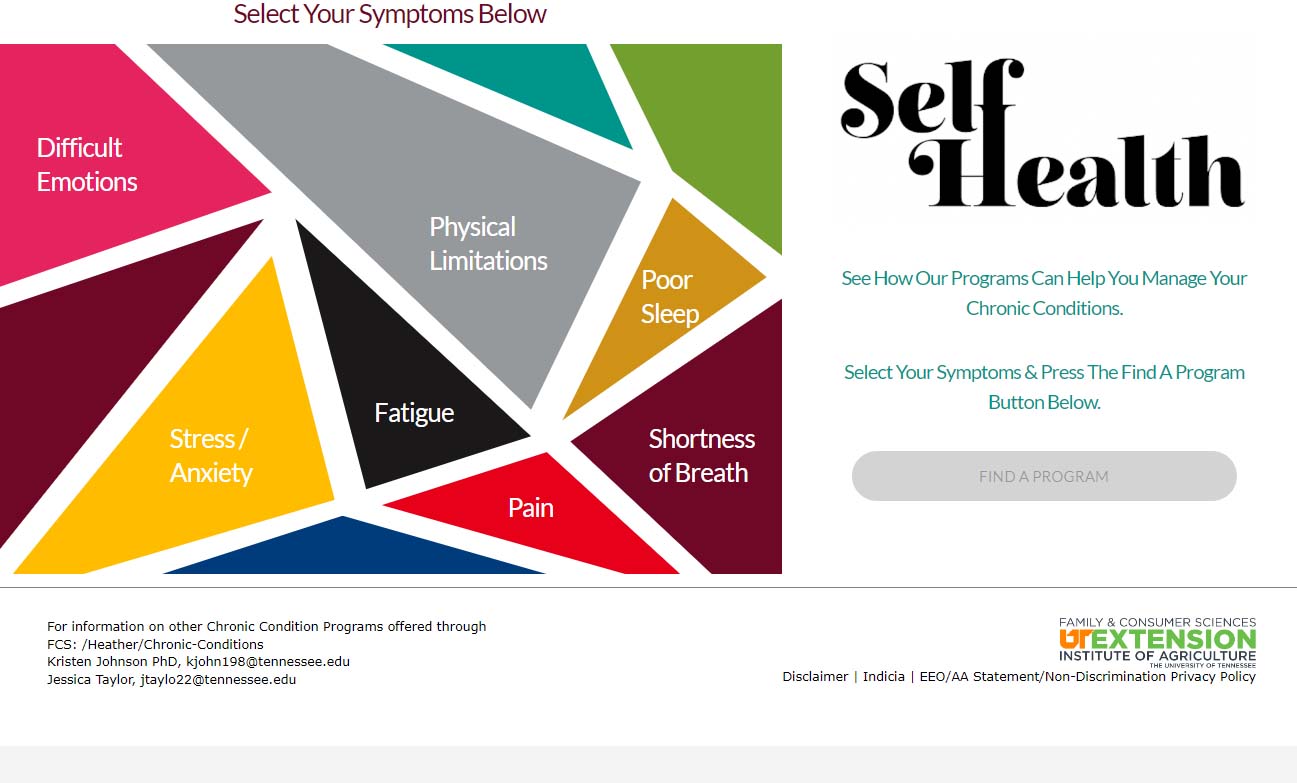 Select Your Symptoms Below
Difficult
Emotions
Physical
Limitations
Poor
Sleep
Fatigue
Stress /
Anxiety
Shortness
of Breath
Pain
Self
Health
See How Our Programs Can Help You Manage Your
Chronic Conditions.
Select Your Symptoms & Press The Find A Program
Button Below.
FIND A PROGRAM
For information on other Chronic Condition Programs offered through
FCS: /Heather/Chronic-Conditions
Kristen Johnson PhD, kjohn198@tennessee.edu
Jessica Taylor, jtaylo22@tennessee.edu
FAMILY & CONSUMER SCIENCES
UT EXTENSION
INSTITUTE OF AGRICULTURE
THE UNIVERSITY OF TENNESSEE
Disclaimer | Indicia | EEO/AA Statement/Non-Discrimination Privacy Policy